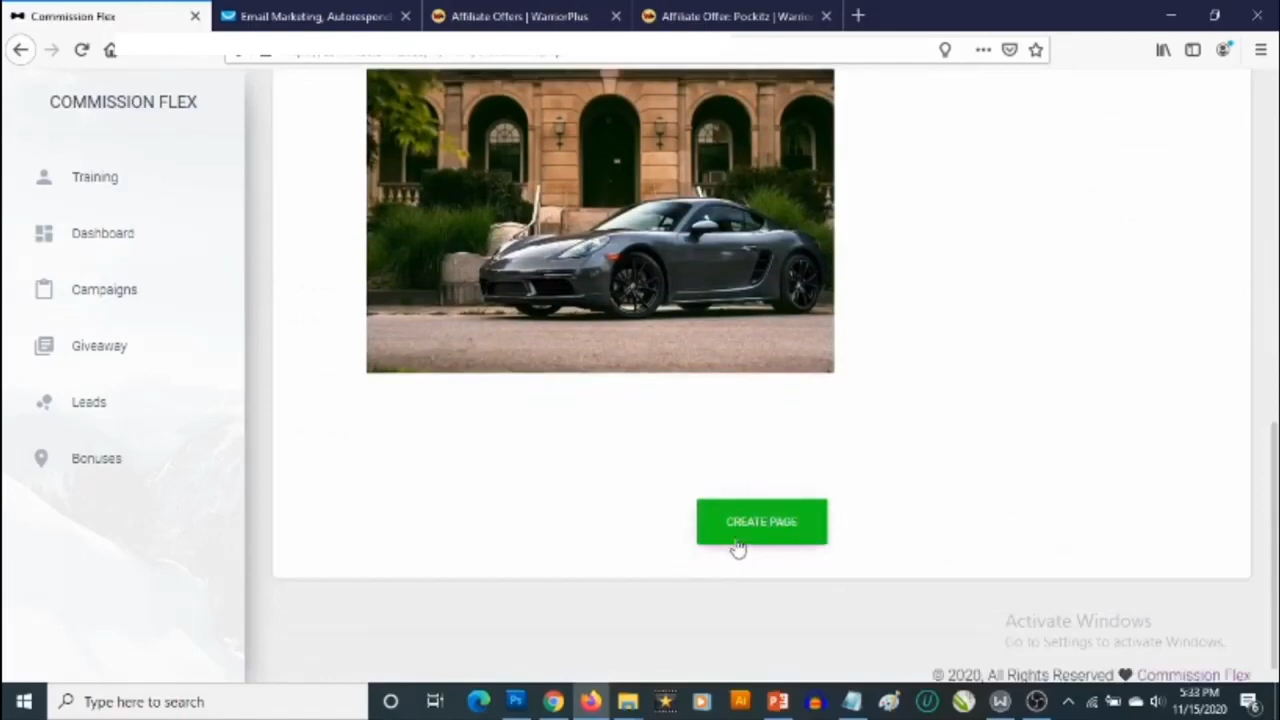 Commission Flex
Email Marketing, Autorespond
Affiliate Offers | WarriorPlus
Affiliate Offer: Pockitz | Warrio
COMMISSION FLEX
Training
Dashboard
Campaigns
Giveaway
Leads
Bonuses
CREATE PAGE
Activate Windows
Go to Settings to activate Windows.
© 2020, All Rights Reserved Commission Flex
Type here to search
5:33 PM
11/15/2020
6